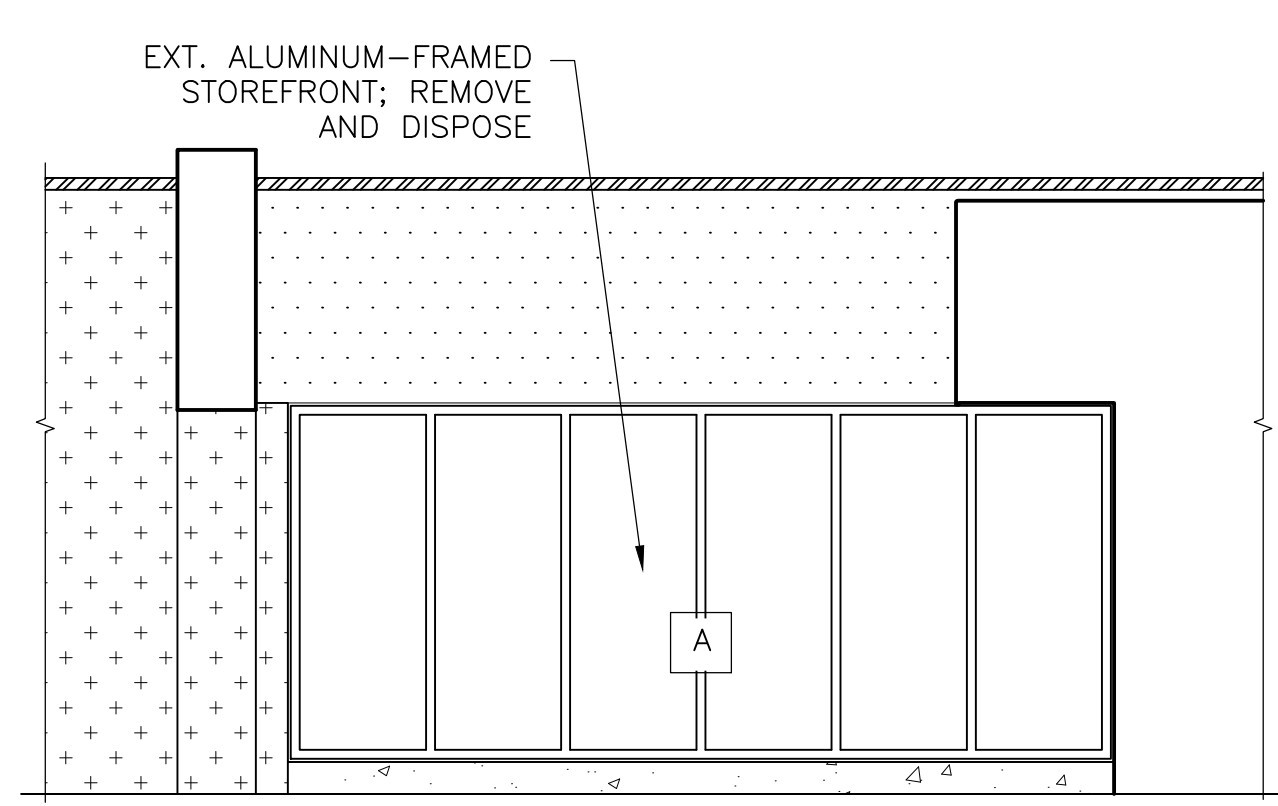 EXT. ALUMINUM–FRAMED
STOREFRONT; REMOVE
AND DISPOSE
A